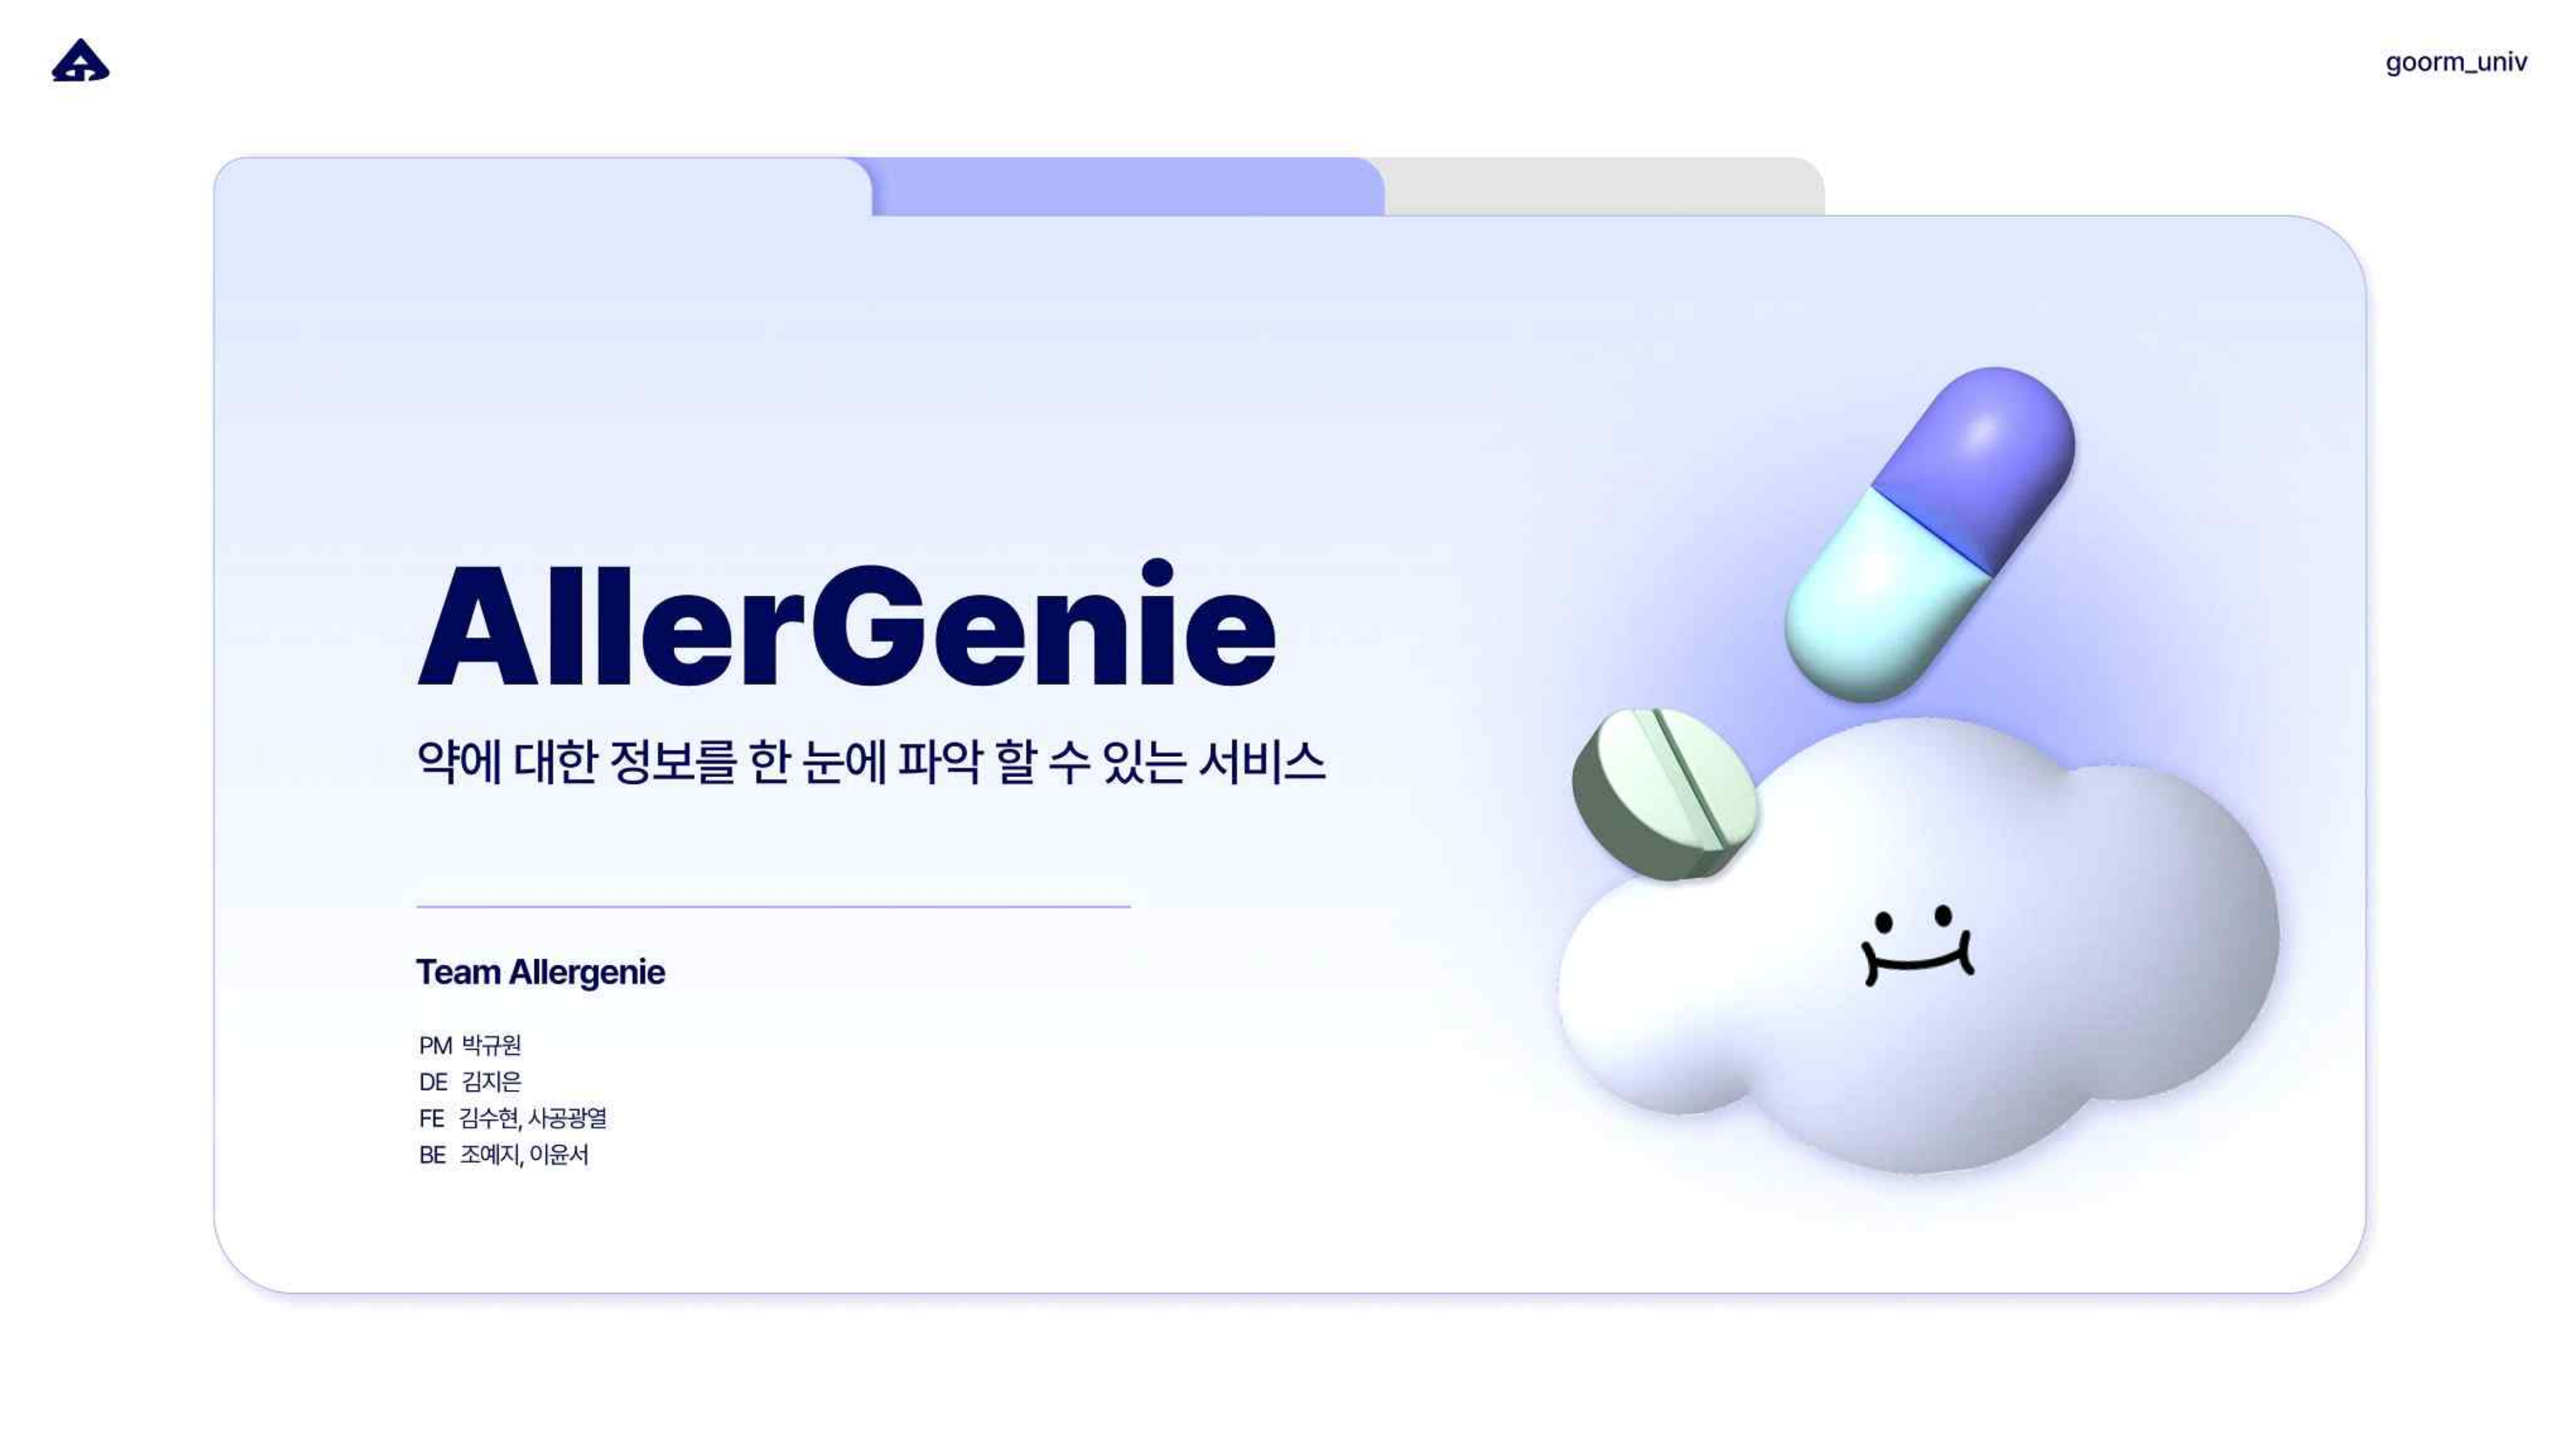 goorm_univ
AllerGenie
약에 대한 정보를 한 눈에 파악 할 수 있는 서비스
Team Allergenie
PM 박규원
DE 김지은
FE 김수현, 사공광열
BE 조예지, 이윤서